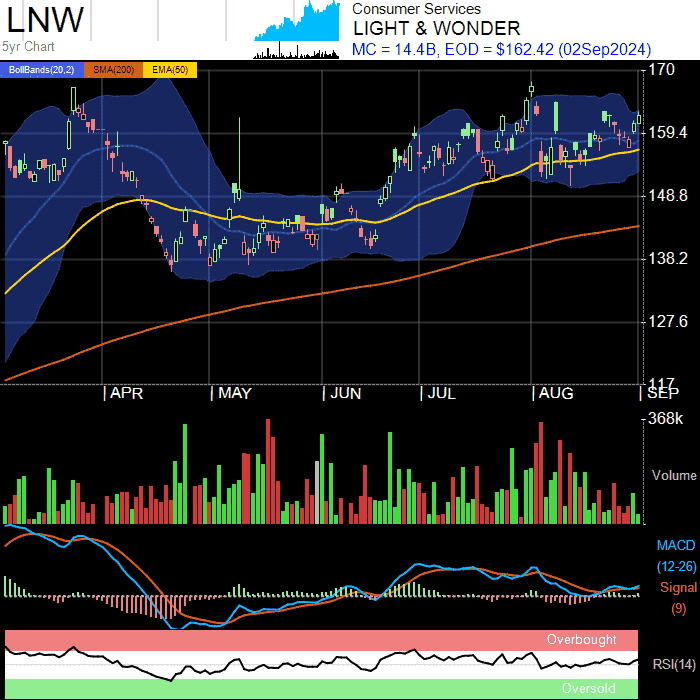 LNW
5yr Chart
Consumer Services
LIGHT & WONDER
MC = 14.4B, EOD = $162.42 (02Sep2024)
BollBands(20,2) SMA(200) EMA(50)
170
159.4
148.8
138.2
127.6
117
APR MAY JUN JUL AUG SEP
368k
Volume
MACD
(12-26)
Signal
(9)
Overbought
RSI(14)
Oversold